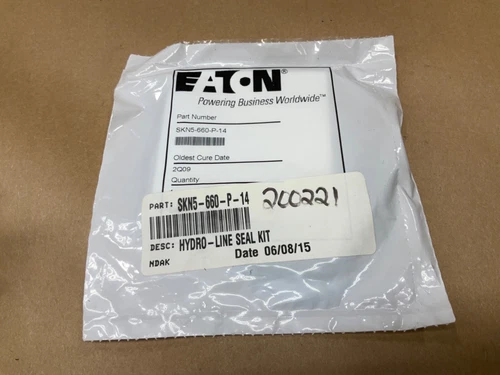 EATON®
Powering Business Worldwide™
Part Number
SKN5-660-P-14
Oldest Cure Date
2Q09
Quantity
PART: SKN5-660-P-14
200221
DESC: HYDRO-LINE SEAL KIT
NDAK
Date 06/08/15